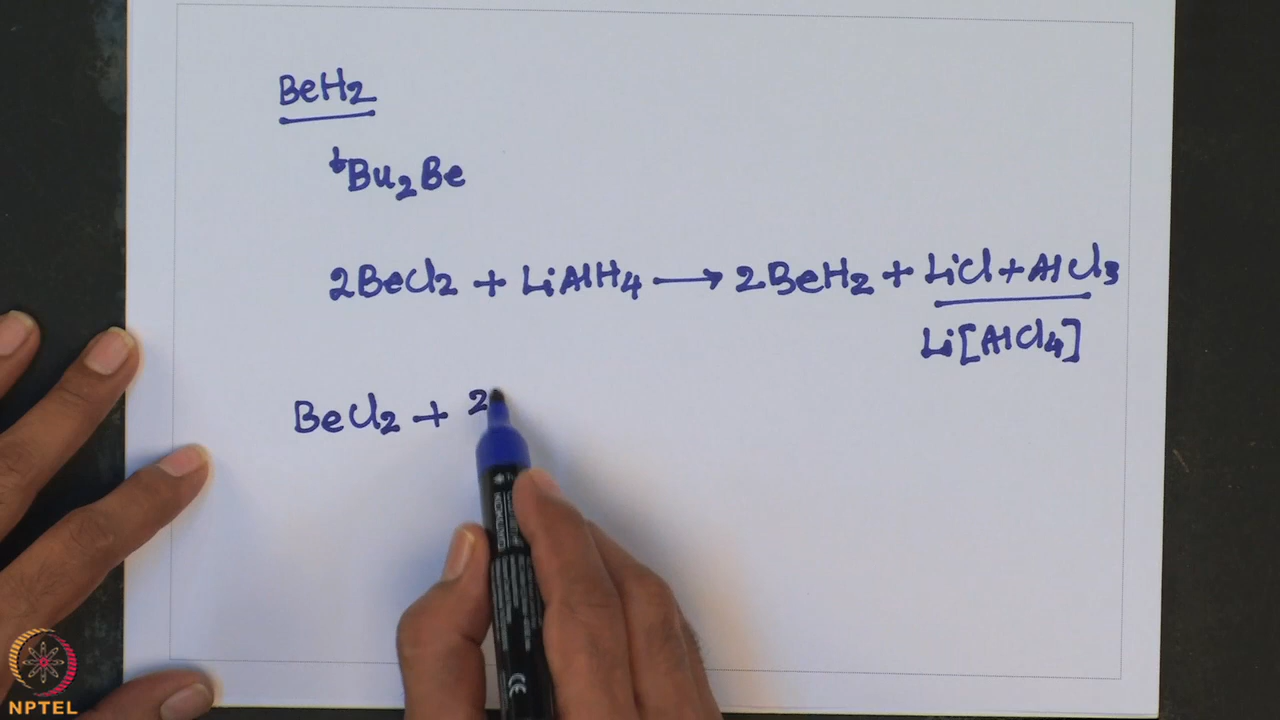 BeH2
tBu2Be
2BeCl2 + LiAlH4 → 2BeH2 + LiCl + AlCl3
Li[AlCl4]
BeCl2 + 2
NPTEL